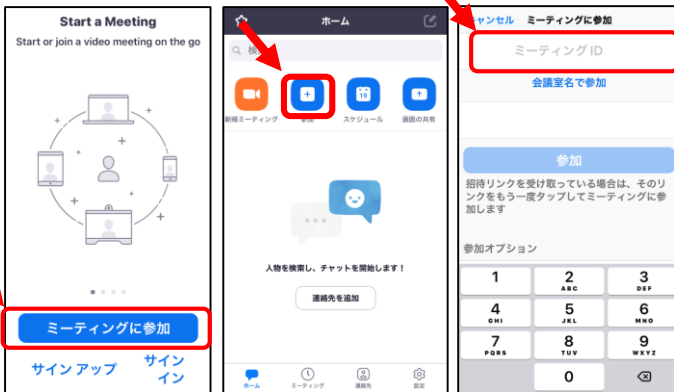 Start a Meeting
Start or join a video meeting on the go
ミーティングに参加
サイン アップ
サイン
イン
ホーム
新規ミーティング
参加
スケジュール
画面の共有
19
人物を検索し、チャットを開始します！
連絡先を追加
ホーム
ミーティング
連絡先
設定
キャンセル ミーティングに参加
ミーティング ID
会議室名で参加
参加
招待リンクを受け取っている場合は、そのリ
ンクをもう一度タップしてミーティングに参
加します
参加オプション
1 2 3
ABC DEF
4 5 6
GHI JKL MNO
7 8 9
PQRS TUV WXYZ
0